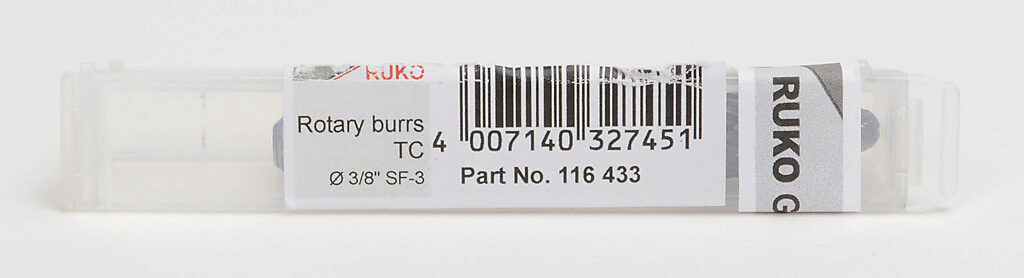 RUKO
Rotary burrs
TC
Ø 3/8" SF-3
4 007140 327451
Part No. 116 433
RUKO G